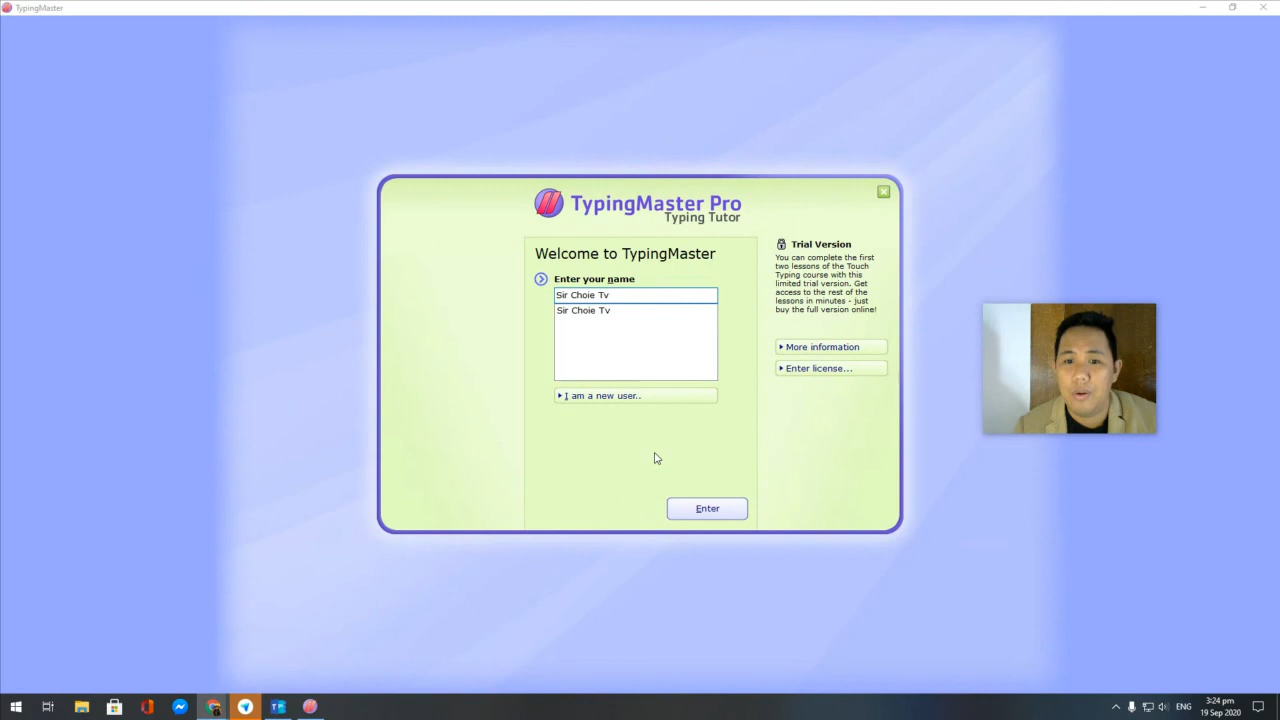 TypingMaster
TypingMaster Pro
Typing Tutor
Welcome to TypingMaster
Enter your name
Sir Choie Tv
Sir Choie Tv
I am a new user..
Enter
Trial Version
You can complete the first
two lessons of the Touch
Typing course with this
limited trial version. Get
access to the rest of the
lessons in minutes - just
buy the full version online!
More information
Enter license...
ENG
3:24 pm
19 Sep 2020